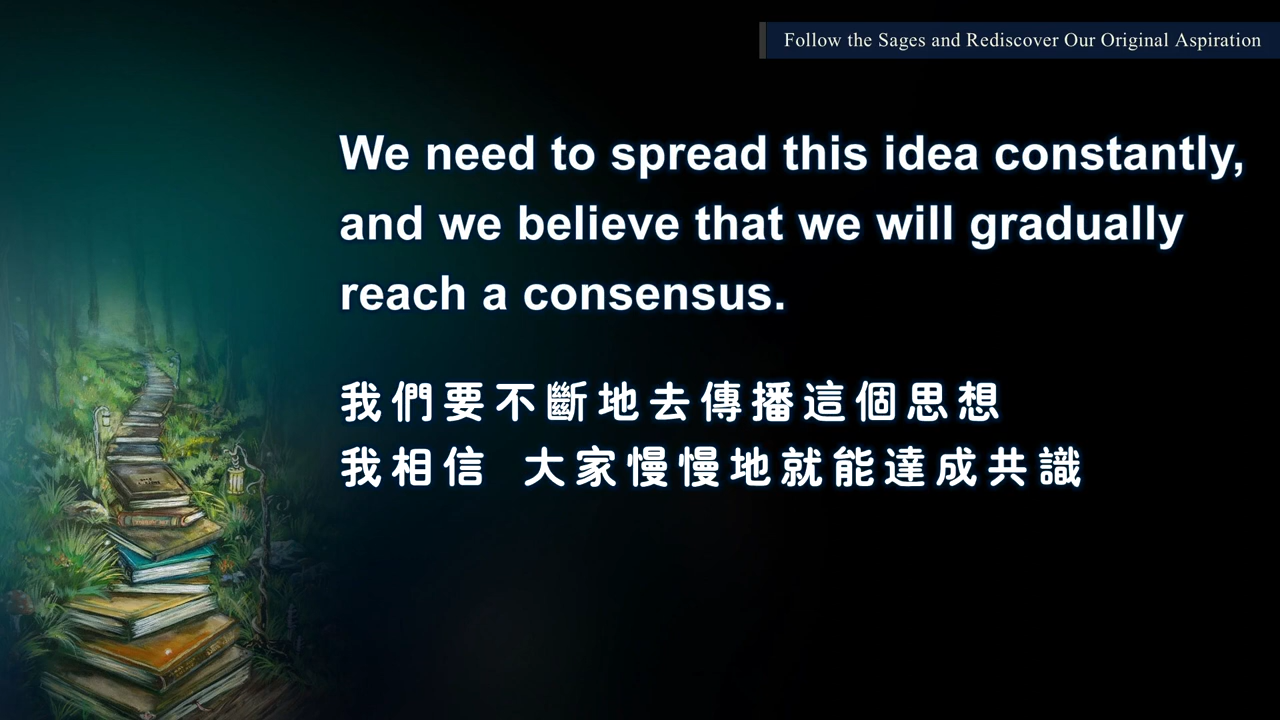 Follow the Sages and Rediscover Our Original Aspiration
We need to spread this idea constantly,
and we believe that we will gradually
reach a consensus.
我們要不斷地去傳播這個思想
我相信 大家慢慢地就能達成共識